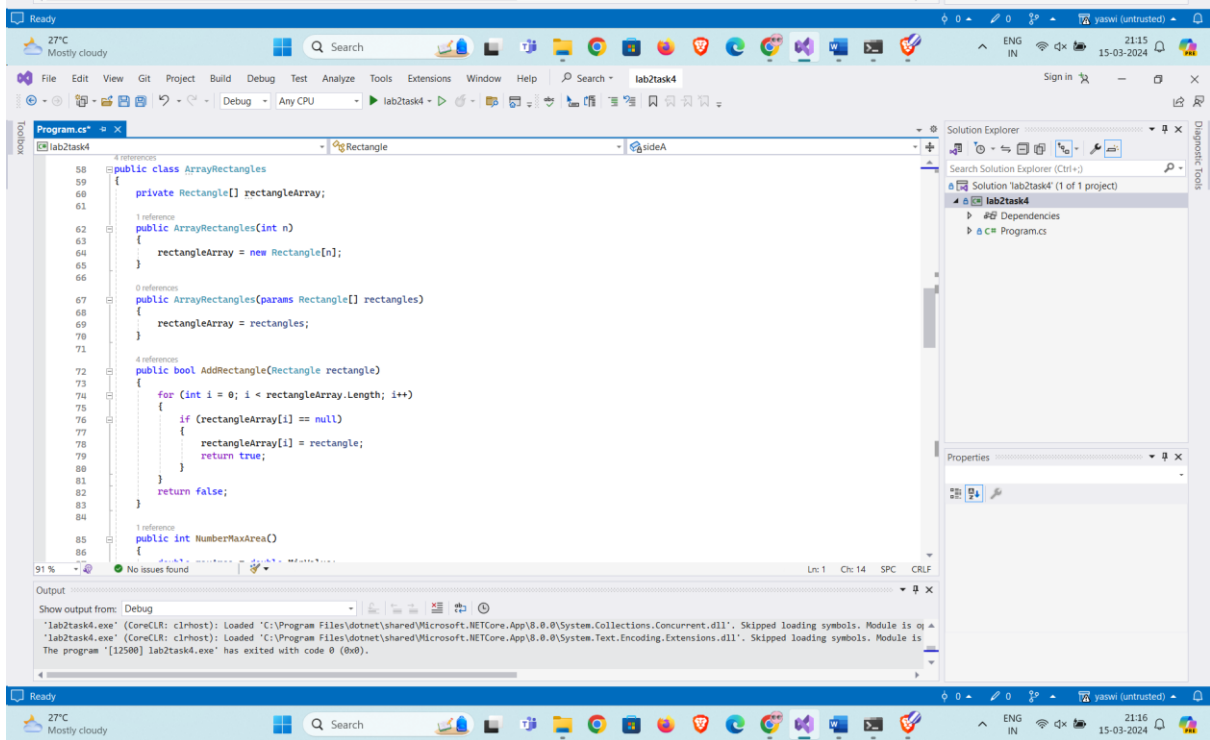 Ready
0
0
yaswi (untrusted)
27°C
Mostly cloudy
Search
ENG
IN
21:15
15-03-2024
File Edit View Git Project Build Debug Test Analyze Tools Extensions Window Help Search lab2task4
Sign in
Debug Any CPU lab2task4
Toolbox
Program.cs*
lab2task4 Rectangle sideA
4 references
58 public class ArrayRectangles
59 {
60 private Rectangle[] rectangleArray;
61
1 reference
62 public ArrayRectangles(int n)
63 {
64 rectangleArray = new Rectangle[n];
65 }
66
0 references
67 public ArrayRectangles(params Rectangle[] rectangles)
68 {
69 rectangleArray = rectangles;
70 }
71
4 references
72 public bool AddRectangle(Rectangle rectangle)
73 {
74 for (int i = 0; i < rectangleArray.Length; i++)
75 {
76 if (rectangleArray[i] == null)
77 {
78 rectangleArray[i] = rectangle;
79 return true;
80 }
81 }
82 return false;
83 }
84
1 reference
85 public int NumberMaxArea()
86 {
91 % No issues found Ln: 1 Ch: 14 SPC CRLF
Output
Show output from: Debug
'lab2task4.exe' (CoreCLR: clrhost): Loaded 'C:\Program Files\dotnet\shared\Microsoft.NETCore.App\8.0.0\System.Collections.Concurrent.dll'. Skipped loading symbols. Module is
'lab2task4.exe' (CoreCLR: clrhost): Loaded 'C:\Program Files\dotnet\shared\Microsoft.NETCore.App\8.0.0\System.Text.Encoding.Extensions.dll'. Skipped loading symbols. Module is
The program '[12500] lab2task4.exe' has exited with code 0 (0x0).
Solution Explorer
Search Solution Explorer (Ctrl+;)
Solution 'lab2task4' (1 of 1 project)
lab2task4
Dependencies
C# Program.cs
Properties
Diagnostic Tools
Ready
0
0
yaswi (untrusted)
27°C
Mostly cloudy
Search
ENG
IN
21:16
15-03-2024